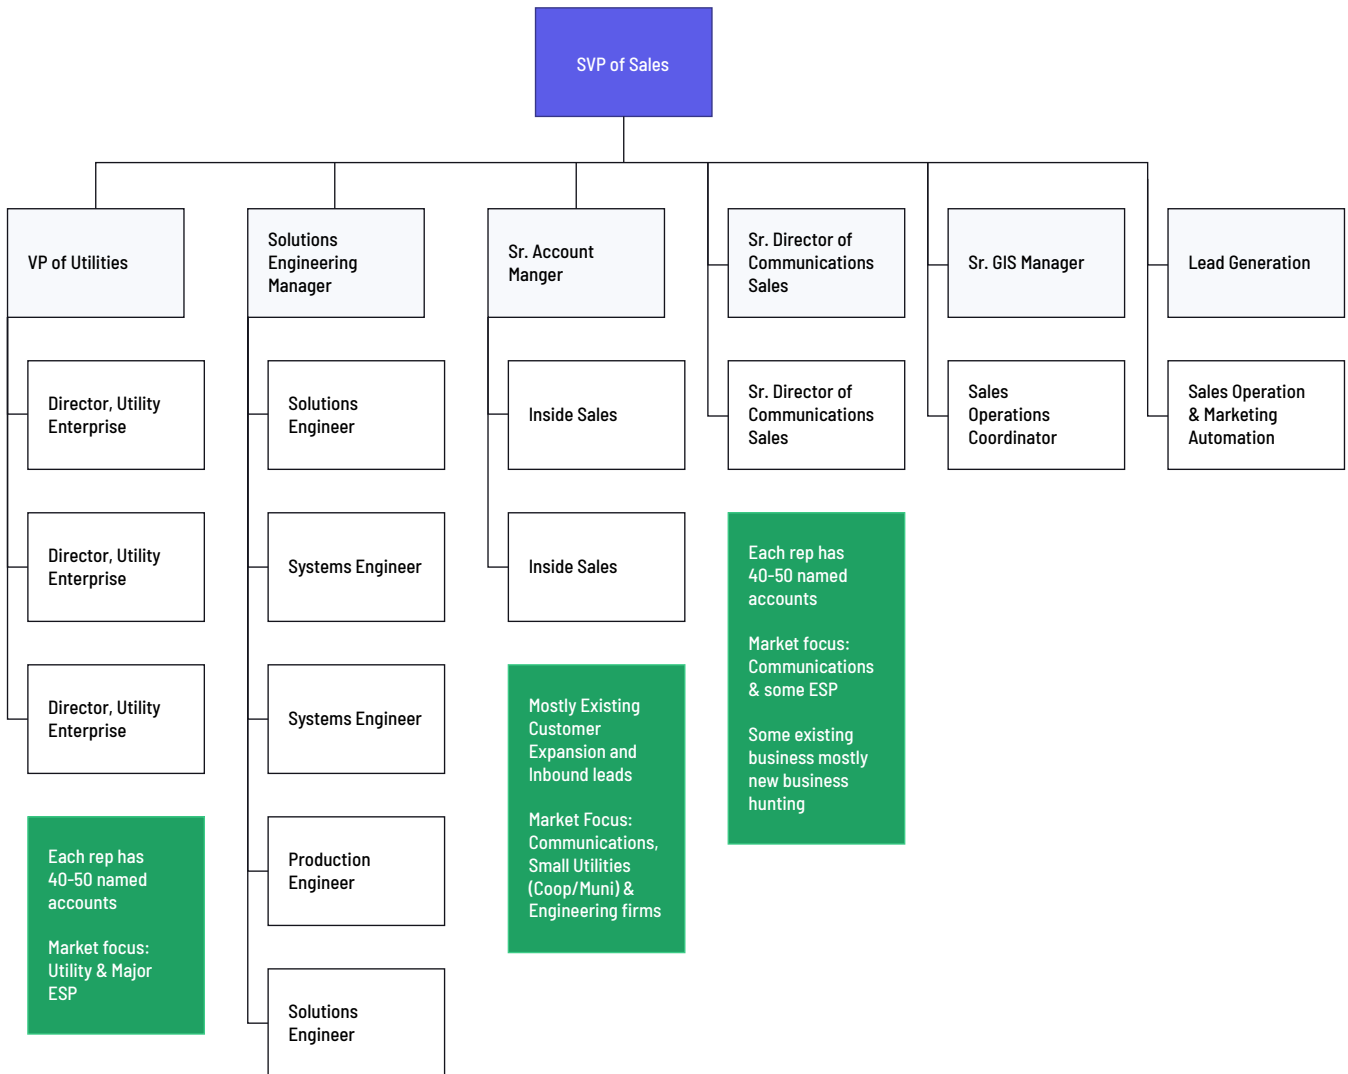 SVP of Sales
VP of Utilities
Solutions
Engineering
Manager
Sr. Account
Manger
Sr. Director of
Communications
Sales
Sr. GIS Manager
Lead Generation
Director, Utility
Enterprise
Solutions
Engineer
Inside Sales
Sr. Director of
Communications
Sales
Sales
Operations
Coordinator
Sales Operation
& Marketing
Automation
Director, Utility
Enterprise
Systems Engineer
Inside Sales
Each rep has
40-50 named
accounts
Market focus:
Communications
& some ESP
Some existing
business mostly
new business
hunting
Director, Utility
Enterprise
Systems Engineer
Mostly Existing
Customer
Expansion and
Inbound leads
Market Focus:
Communications,
Small Utilities
(Coop/Muni) &
Engineering firms
Each rep has
40-50 named
accounts
Market focus:
Utility & Major
ESP
Production
Engineer
Solutions
Engineer